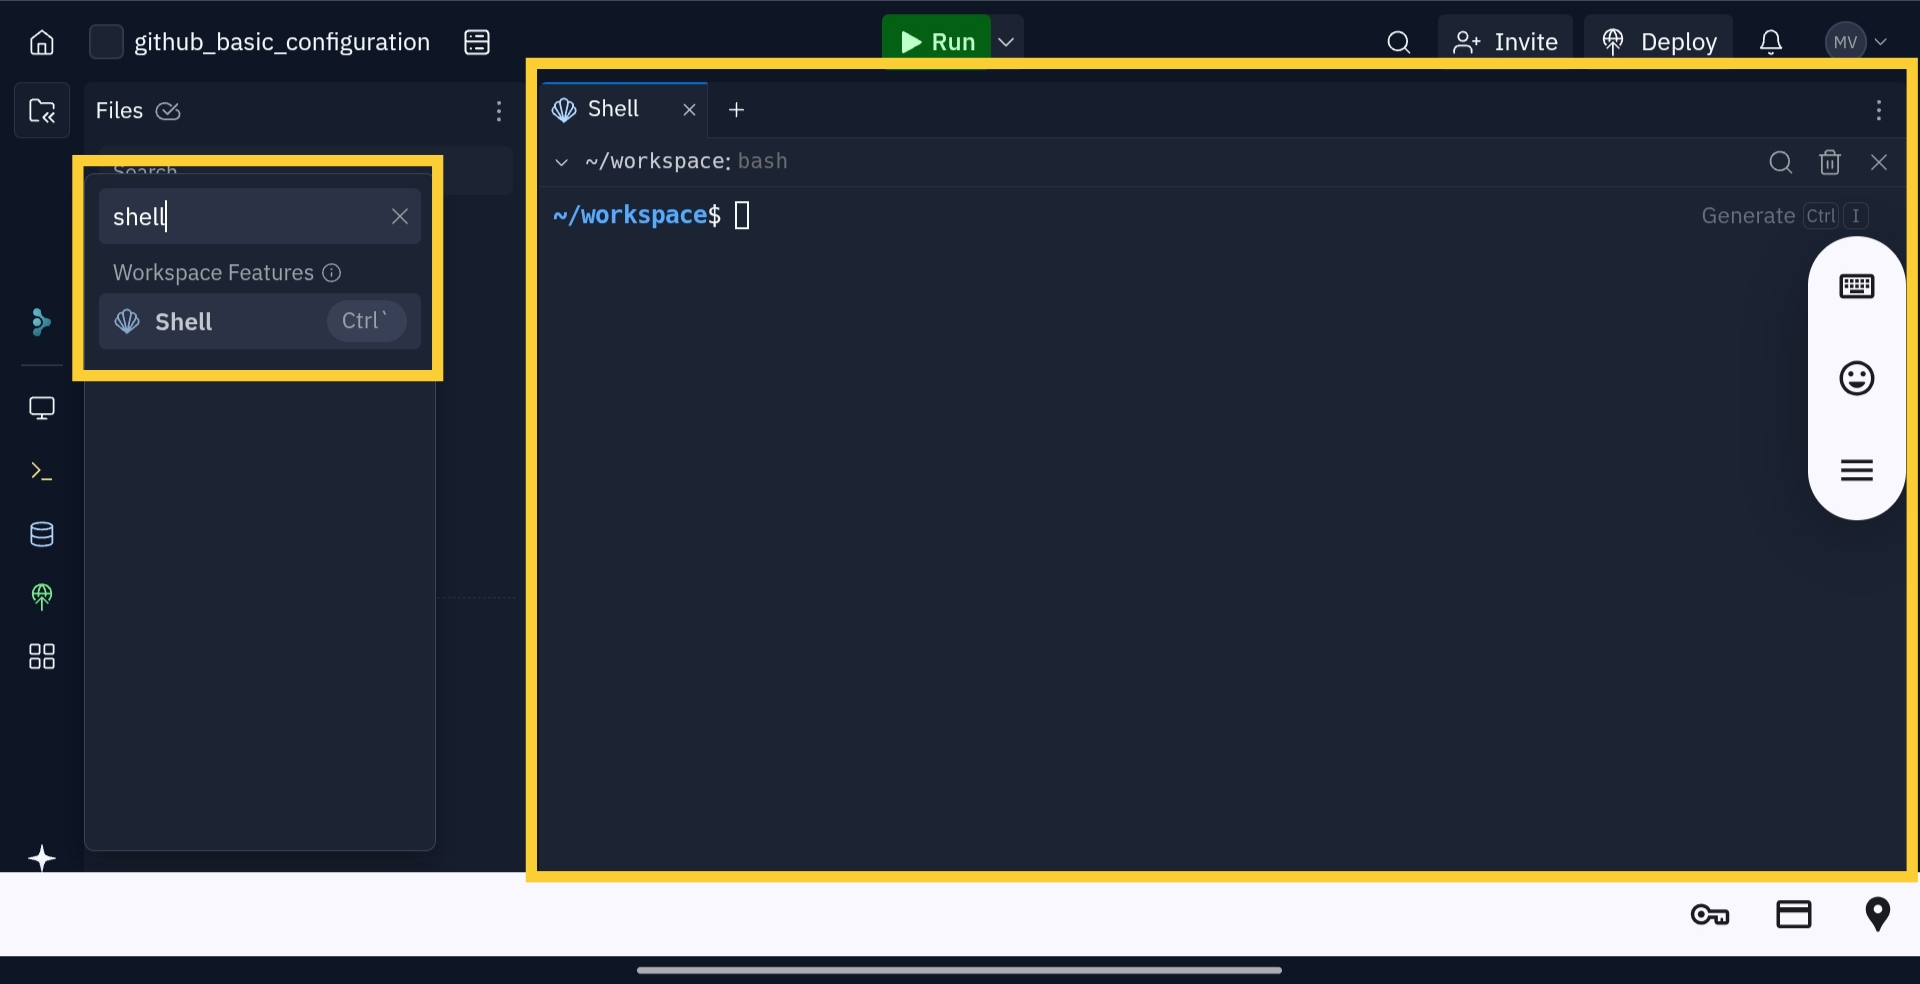 github_basic_configuration
Run
Invite
Deploy
MV
Files
Search
shell
Workspace Features
Shell Ctrl `
Shell
~/workspace: bash
~/workspace$
Generate Ctrl I